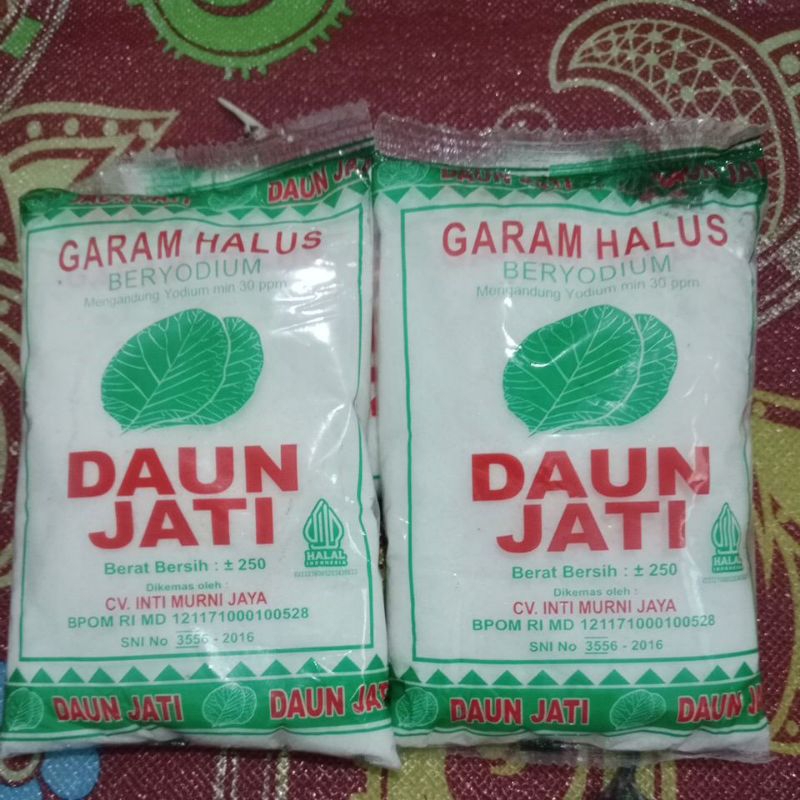 DAUN JATI
GARAM HALUS
BERYODIUM
Mengandung Yodium min 30 ppm
DAUN
JATI
HALAL
INDONESIA
Berat Bersih : ± 250
Dikemas oleh :
CV. INTI MURNI JAYA
BPOM RI MD 121171000100528
SNI No 3556 - 2016
DAUN JATI DAUN JATI
DAUN JATI
GARAM HALUS
BERYODIUM
Mengandung Yodium min 30 ppm
DAUN
JATI
HALAL
INDONESIA
Berat Bersih : ± 250
Dikemas oleh :
CV. INTI MURNI JAYA
BPOM RI MD 121171000100528
SNI No 3556 - 2016
DAUN JATI DAUN JATI